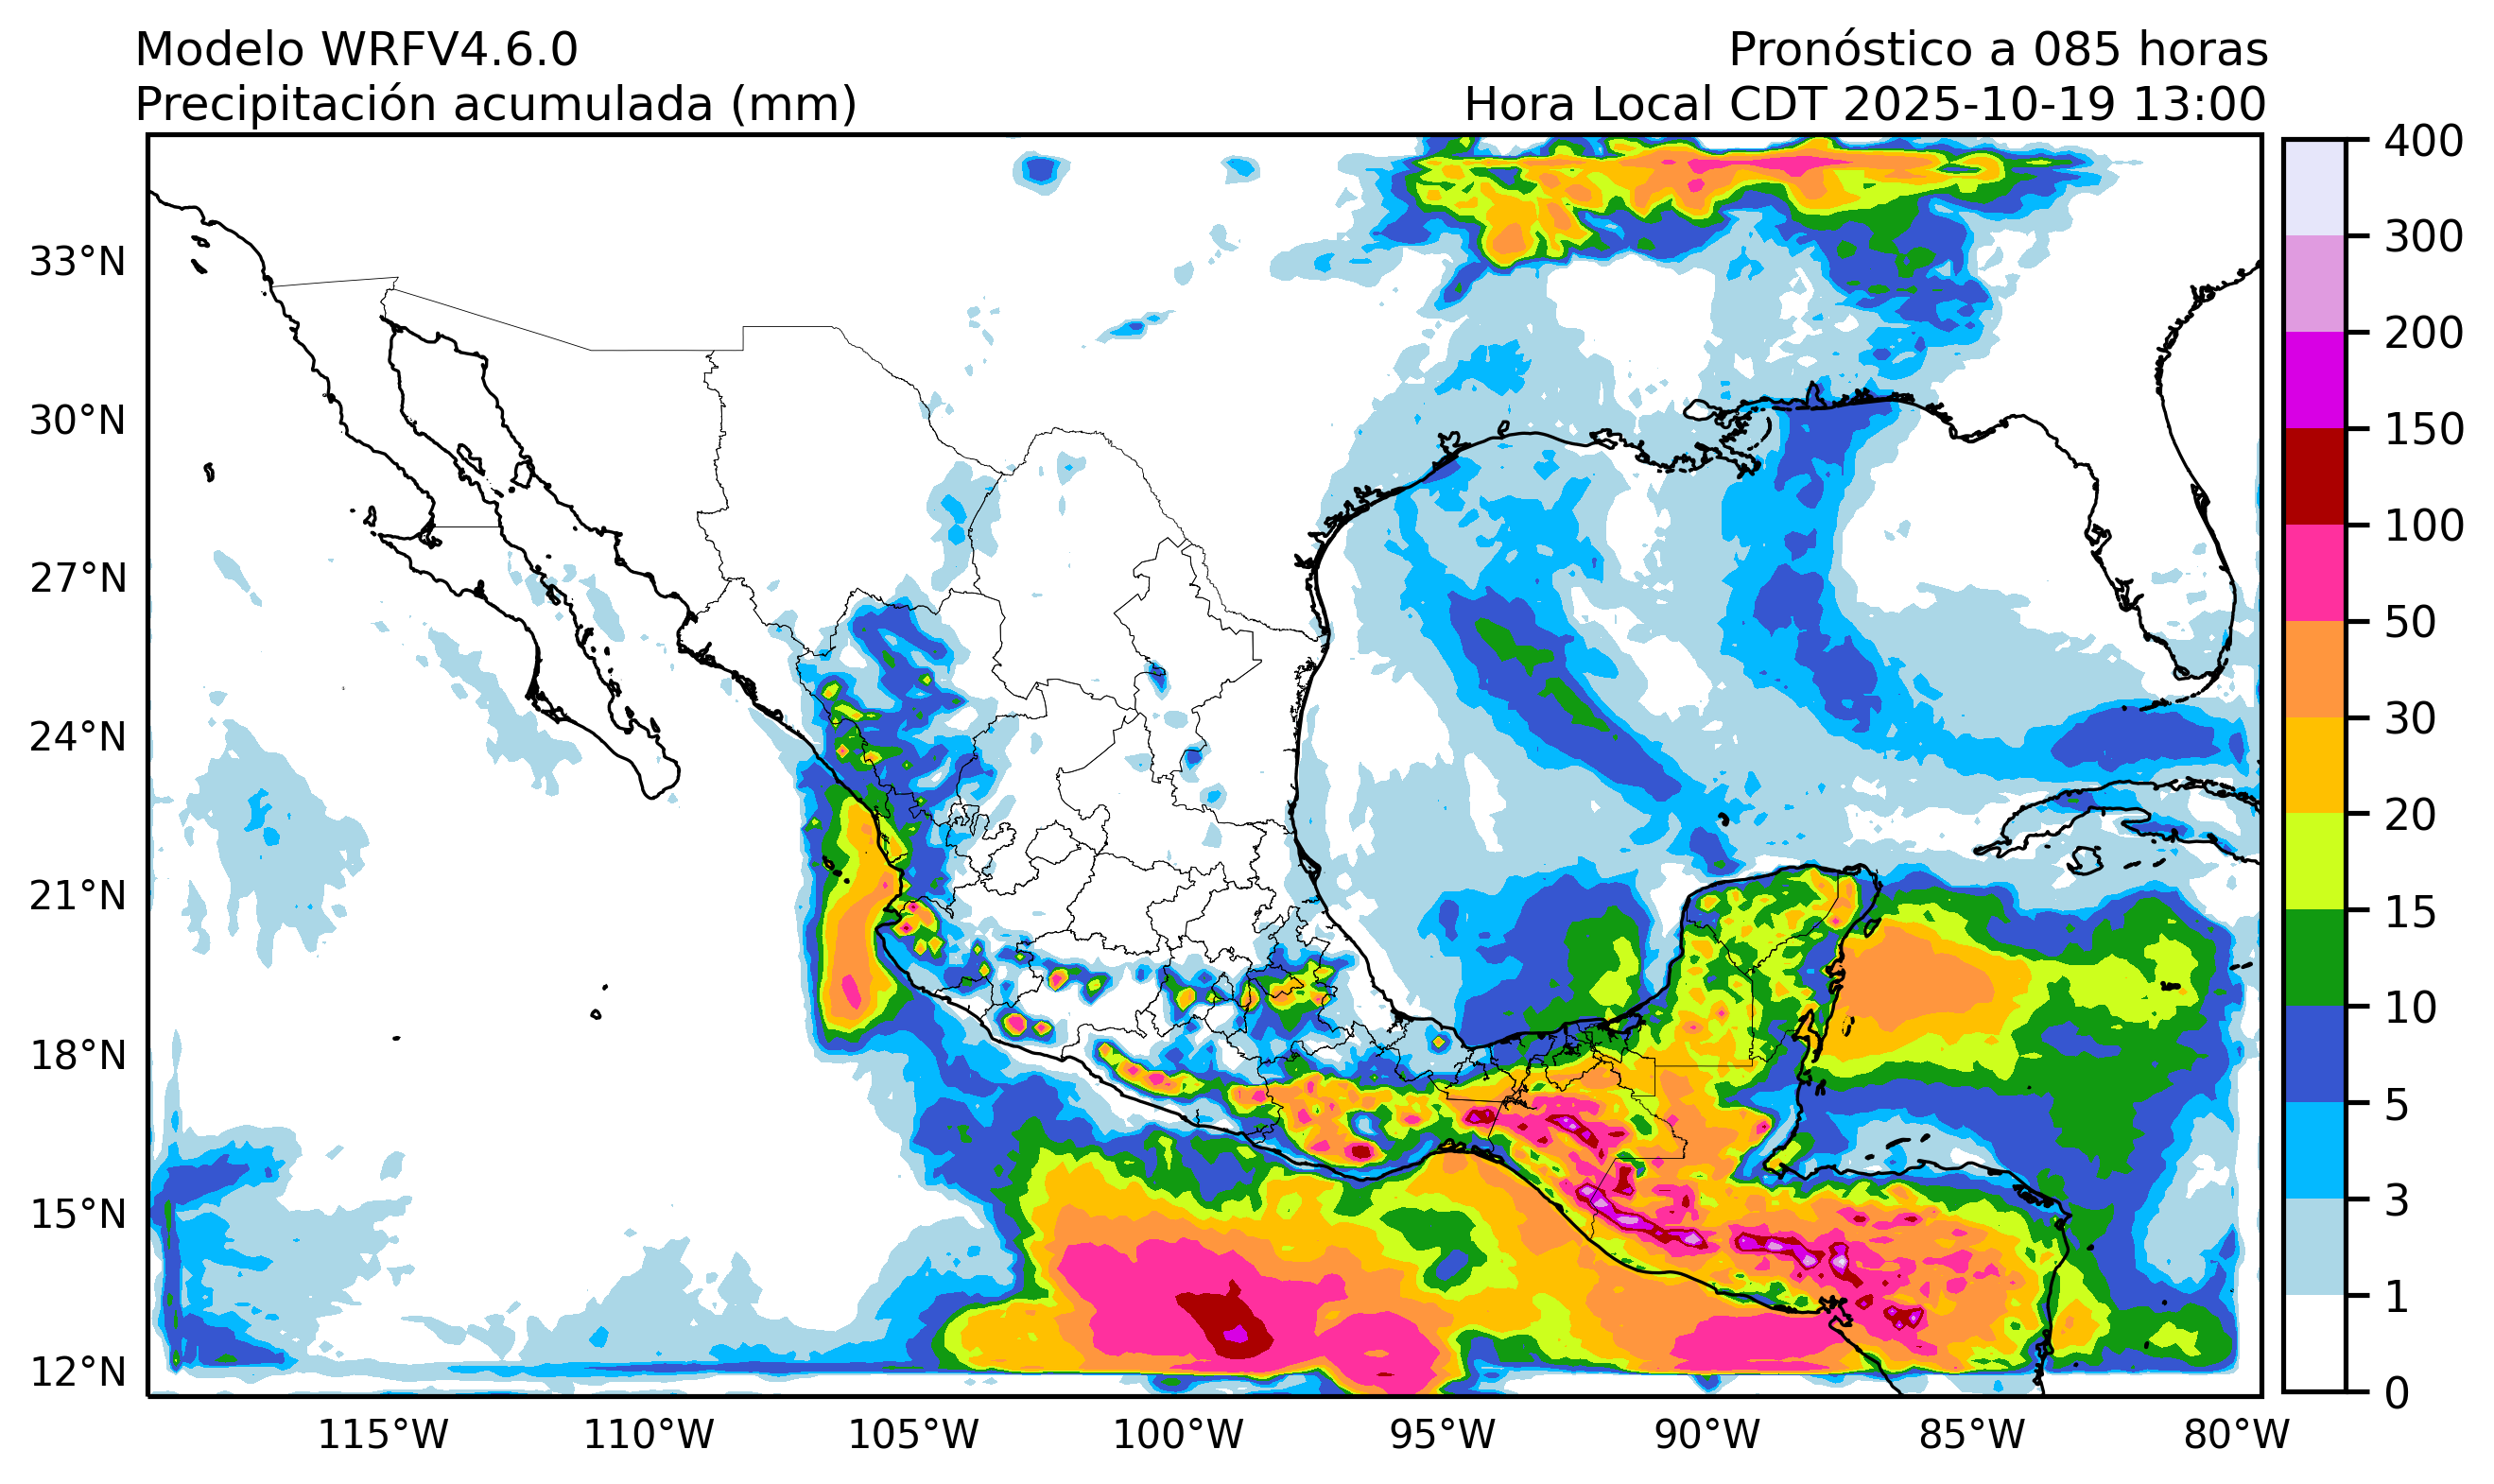 Modelo WRFV4.6.0
Pronóstico a 085 horas
Precipitación acumulada (mm)
Hora Local CDT 2025-10-19 13:00
33°N
30°N
27°N
24°N
21°N
18°N
15°N
12°N
115°W
110°W
105°W
100°W
95°W
90°W
85°W
80°W
400
300
200
150
100
50
30
20
15
10
5
3
1
0